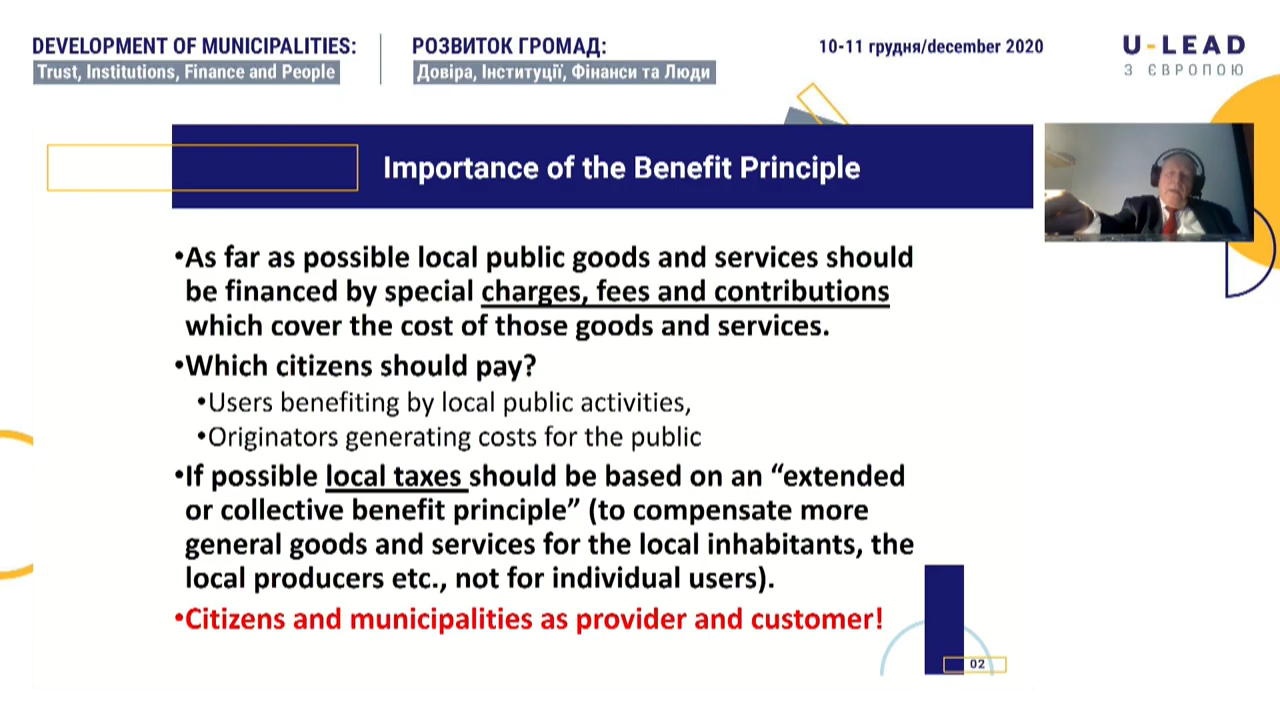 DEVELOPMENT OF MUNICIPALITIES:
Trust, Institutions, Finance and People
РОЗВИТОК ГРОМАД:
Довіра, Інституції, Фінанси та Люди
10-11 грудня/december 2020
U-LEAD
З ЄВРОПОЮ
Importance of the Benefit Principle
•As far as possible local public goods and services should
be financed by special charges, fees and contributions
which cover the cost of those goods and services.
•Which citizens should pay?
•Users benefiting by local public activities,
•Originators generating costs for the public
•If possible local taxes should be based on an “extended
or collective benefit principle” (to compensate more
general goods and services for the local inhabitants, the
local producers etc., not for individual users).
•Citizens and municipalities as provider and customer!
02